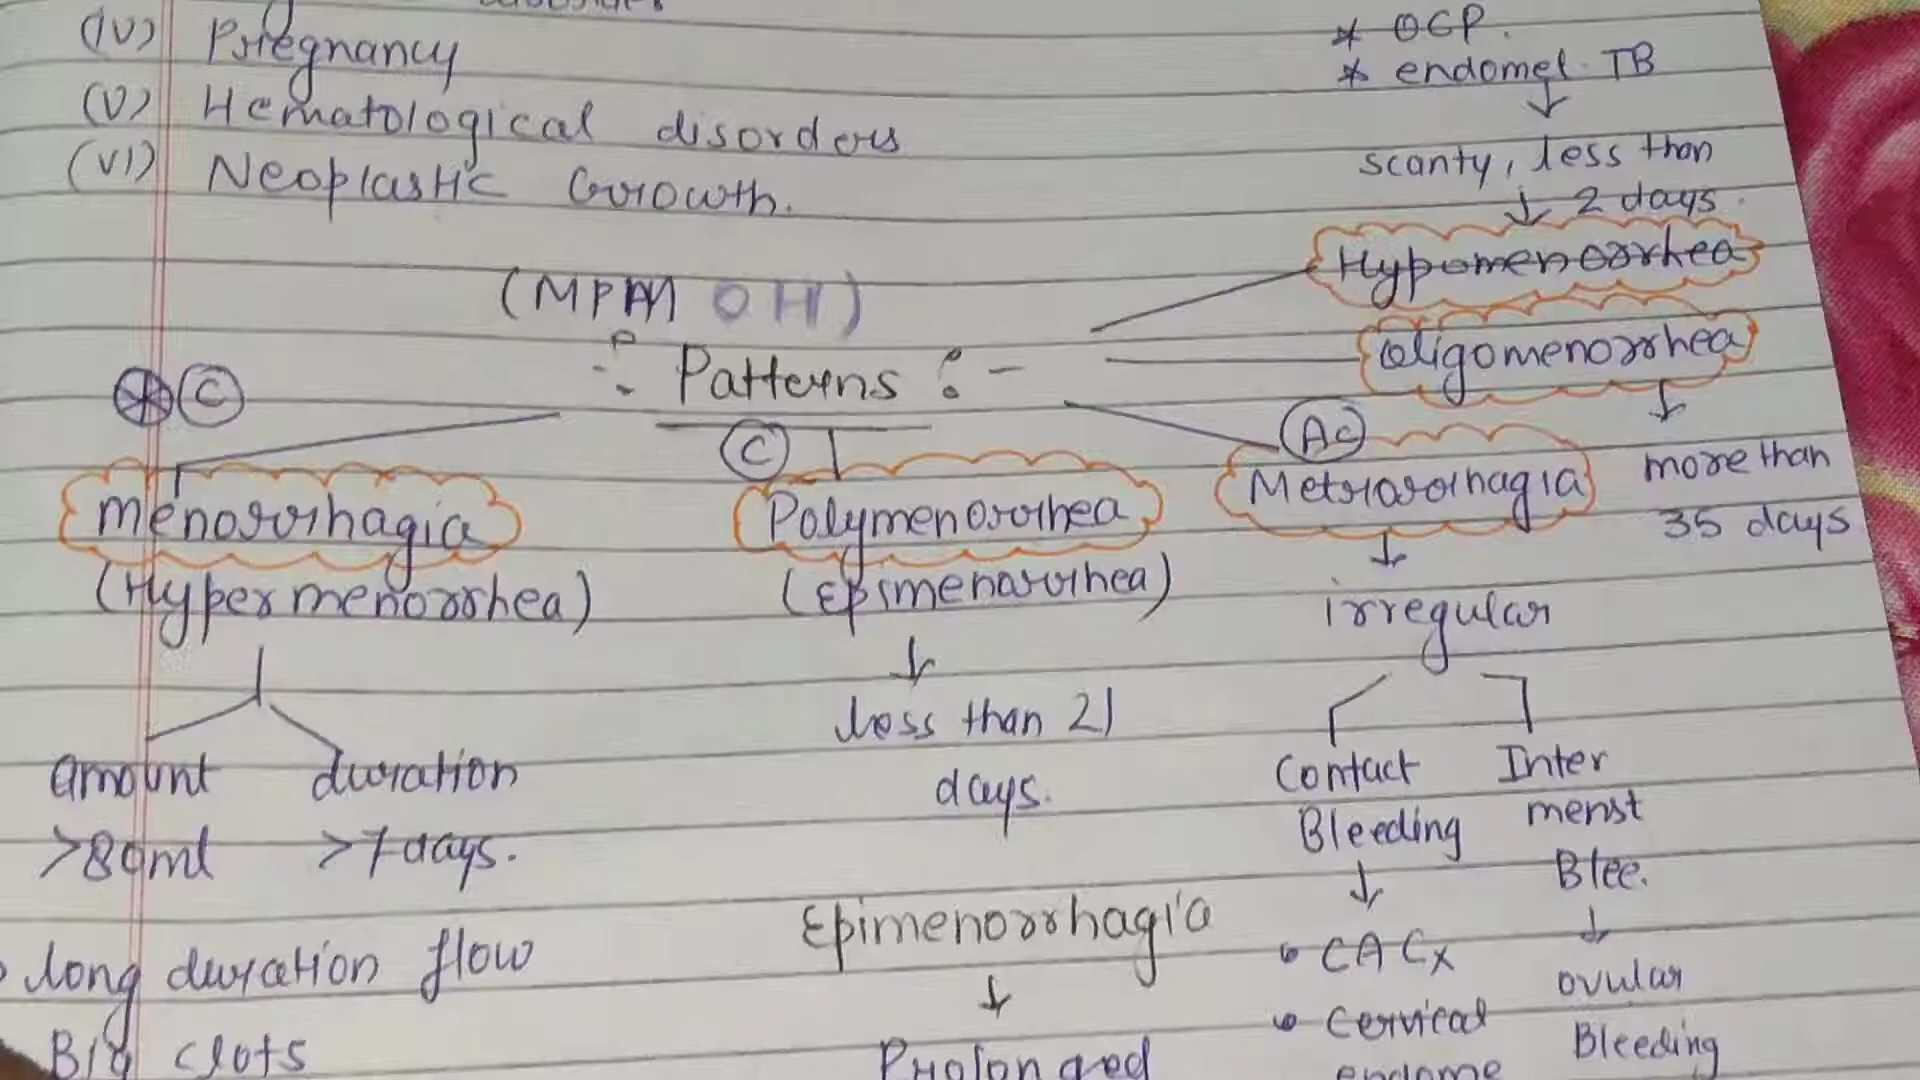 (IV) Pregnancy
(V) Hematological disorders
(VI) Neoplastic Growth.
* OCP.
* endomet. TB
↓
scanty, less than
↓ 2 days.
Hypomenorrhea
Oligomenorrhea
↓
more than
35 days
(MPMM OH)
Patterns :-
* C
menorrhagia
(Hypermenorrhea)
amount duration
>80ml >7 days.
long duration flow
Big clots
C
Polymenorrhea
(Epimenorrhea)
↓
less than 21
days.
Epimenorrhagia
↓
Prolonged
Ac
Metrorrhagia
↓
irregular
Contact
Bleeding
↓
• CA Cx
• Cervical
endome
Inter
menst
Blee.
↓
ovular
Bleeding